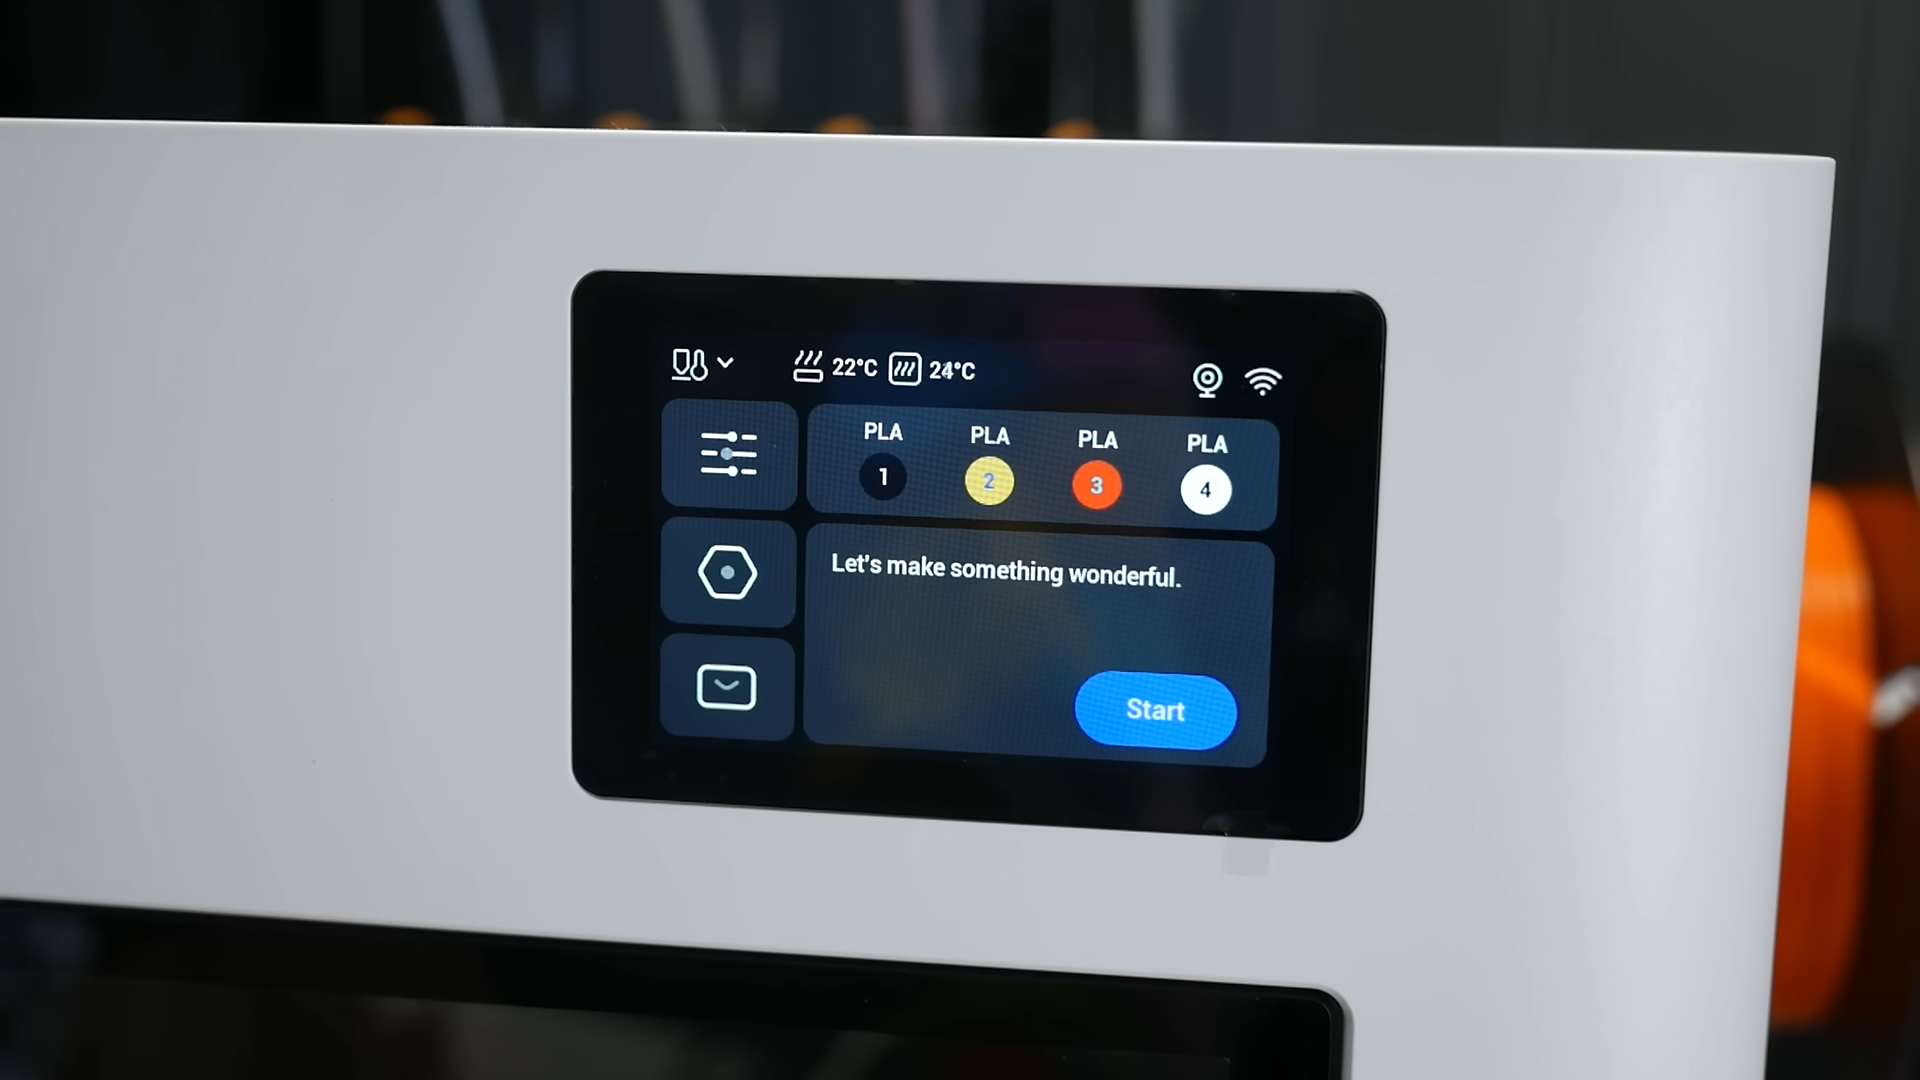 22°C 24°C
PLA PLA PLA PLA
1 2 3 4
Let's make something wonderful.
Start